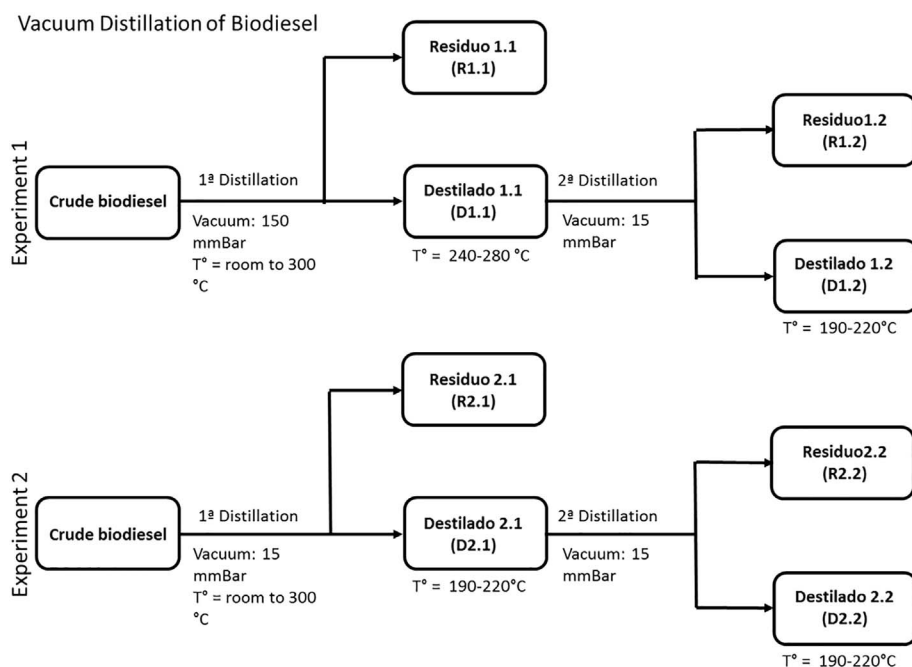 Vacuum Distillation of Biodiesel
Experiment 1
Crude biodiesel
1ª Distillation
Vacuum: 150
mmBar
T° = room to 300
°C
Residuo 1.1
(R1.1)
Destilado 1.1
(D1.1)
T° = 240-280 °C
2ª Distillation
Vacuum: 15
mmBar
Residuo1.2
(R1.2)
Destilado 1.2
(D1.2)
T° = 190-220°C
Experiment 2
Crude biodiesel
1ª Distillation
Vacuum: 15
mmBar
T° = room to 300
°C
Residuo 2.1
(R2.1)
Destilado 2.1
(D2.1)
T° = 190-220°C
2ª Distillation
Vacuum: 15
mmBar
Residuo2.2
(R2.2)
Destilado 2.2
(D2.2)
T° = 190-220°C